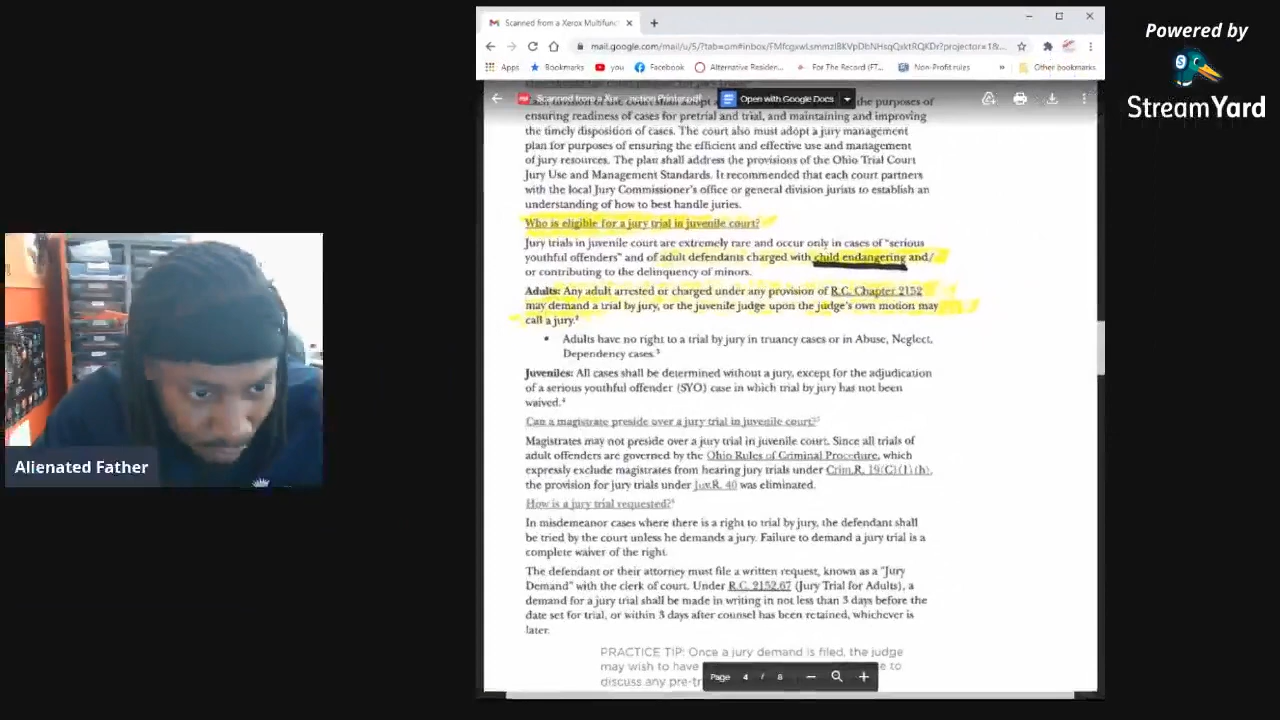 Scanned from a Xerox Multifunc
mail.google.com/mail/u/5/?tab=om#inbox/
Apps
Bookmarks
you
Facebook
Alternative Residen...
For The Record (FT...
Non-Profit rules
»
Other bookmarks
Powered by
StreamYard
Open with Google Docs
the purposes of
ensuring readiness of cases for pretrial and trial, and maintaining and improving
the timely disposition of cases. The court also must adopt a jury management
plan for purposes of ensuring the efficient and effective use and management
of jury resources. The plan shall address the provisions of the Ohio Trial Court
Jury Use and Management Standards. It recommended that each court partners
with the local Jury Commissioner's office or general division jurists to establish an
understanding of how to best handle juries.
Who is eligible for a jury trial in juvenile court?
Jury trials in juvenile court are extremely rare and occur only in cases of "serious
youthful offenders" and of adult defendants charged with child endangering and/
or contributing to the delinquency of minors.
Adults: Any adult arrested or charged under any provision of R.C. Chapter 2152
may demand a trial by jury, or the juvenile judge upon the judge's own motion may
call a jury.²
• Adults have no right to a trial by jury in truancy cases or in Abuse, Neglect,
Dependency cases.³
Juveniles: All cases shall be determined without a jury, except for the adjudication
of a serious youthful offender (SYO) case in which trial by jury has not been
waived.⁴
Can a magistrate preside over a jury trial in juvenile court?⁵
Magistrates may not preside over a jury trial in juvenile court. Since all trials of
adult offenders are governed by the Ohio Rules of Criminal Procedure, which
expressly exclude magistrates from hearing jury trials under Crim.R. 19(C)(1)(h),
the provision for jury trials under Juv.R. 40 was eliminated.
How is a jury trial requested?⁶
In misdemeanor cases where there is a right to trial by jury, the defendant shall
be tried by the court unless he demands a jury. Failure to demand a jury trial is a
complete waiver of the right.
The defendant or their attorney must file a written request, known as a "Jury
Demand" with the clerk of court. Under R.C. 2152.67 (Jury Trial for Adults), a
demand for a jury trial shall be made in writing in not less than 3 days before the
date set for trial, or within 3 days after counsel has been retained, whichever is
later.
PRACTICE TIP: Once a jury demand is filed, the judge
may wish to have e to
discuss any pre-tr
Page 4 / 8
Alienated Father